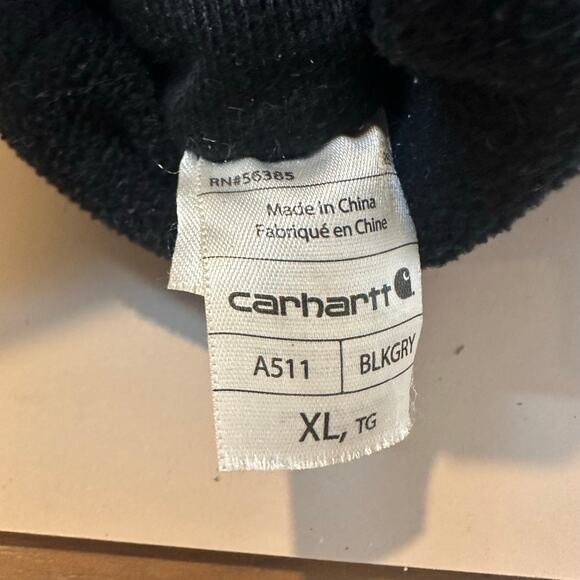 RN#56385
Made in China
Fabriqué en Chine
carhartt
A511 BLKGRY
XL, TG